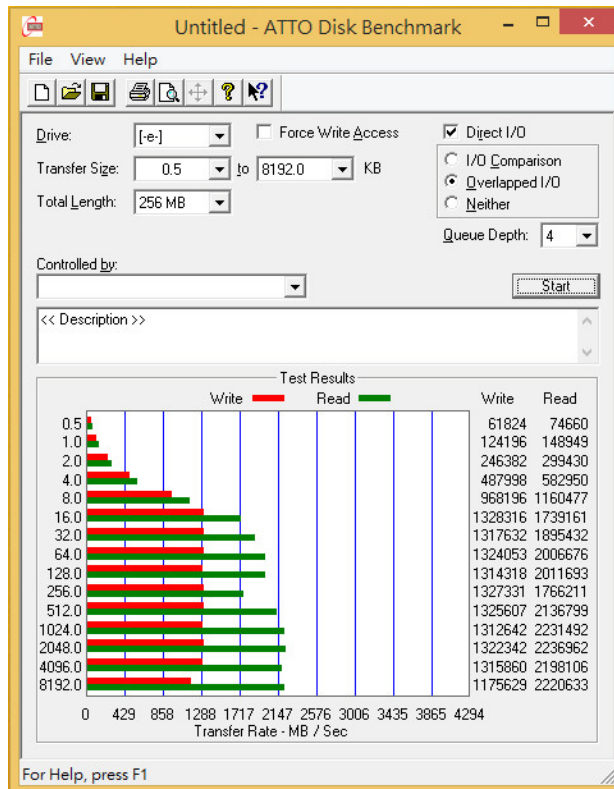 Untitled - ATTO Disk Benchmark
File View Help
Drive: [-e-] Force Write Access Direct I/O
Transfer Size: 0.5 to 8192.0 KB I/O Comparison
Overlapped I/O
Total Length: 256 MB Neither
Queue Depth: 4
Controlled by:
Start
<< Description >>
Test Results
Write Read Write Read
0.5 61824 74660
1.0 124196 148949
2.0 246382 299430
4.0 487998 582950
8.0 968196 1160477
16.0 1328316 1739161
32.0 1317632 1895432
64.0 1324053 2006676
128.0 1314318 2011693
256.0 1327331 1766211
512.0 1325607 2136799
1024.0 1312642 2231492
2048.0 1322342 2236962
4096.0 1315860 2198106
8192.0 1175629 2220633
0 429 858 1288 1717 2147 2576 3006 3435 3865 4294
Transfer Rate - MB / Sec
For Help, press F1